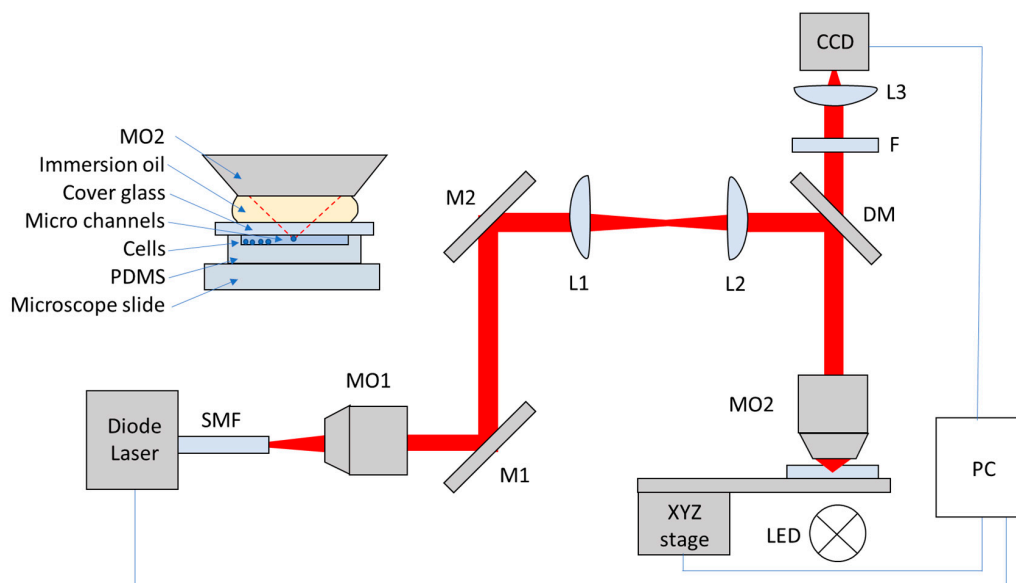 CCD
L3
MO2
Immersion oil
Cover glass
Micro channels
Cells
PDMS
Microscope slide
F
M2
DM
L1
L2
MO1
SMF
Diode
Laser
M1
MO2
PC
XYZ
stage
LED